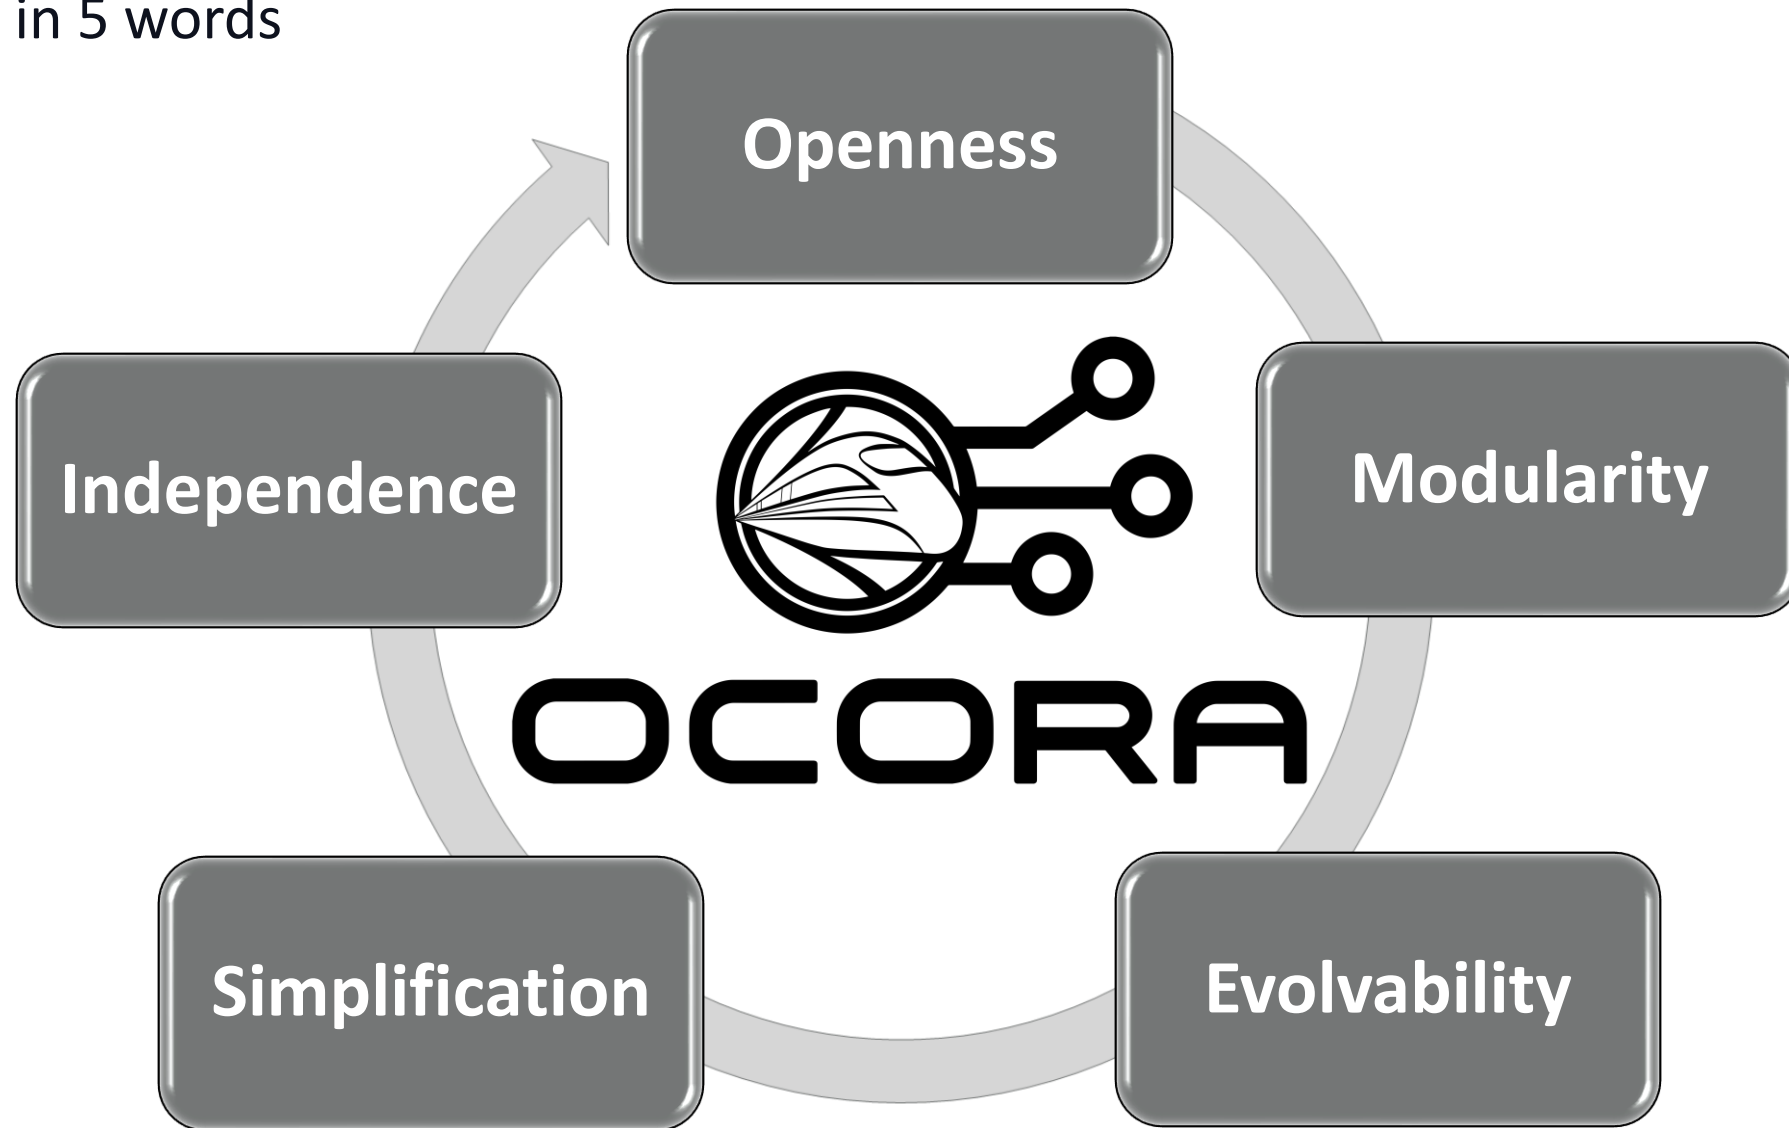 in 5 words
Openness
Modularity
Evolvability
Simplification
Independence
OCORA